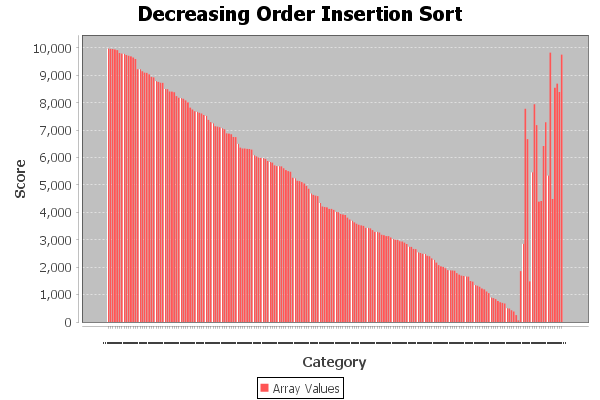 Decreasing Order Insertion Sort
10,000
9,000
8,000
7,000
6,000
5,000
4,000
3,000
2,000
1,000
0
Score
Category
Array Values